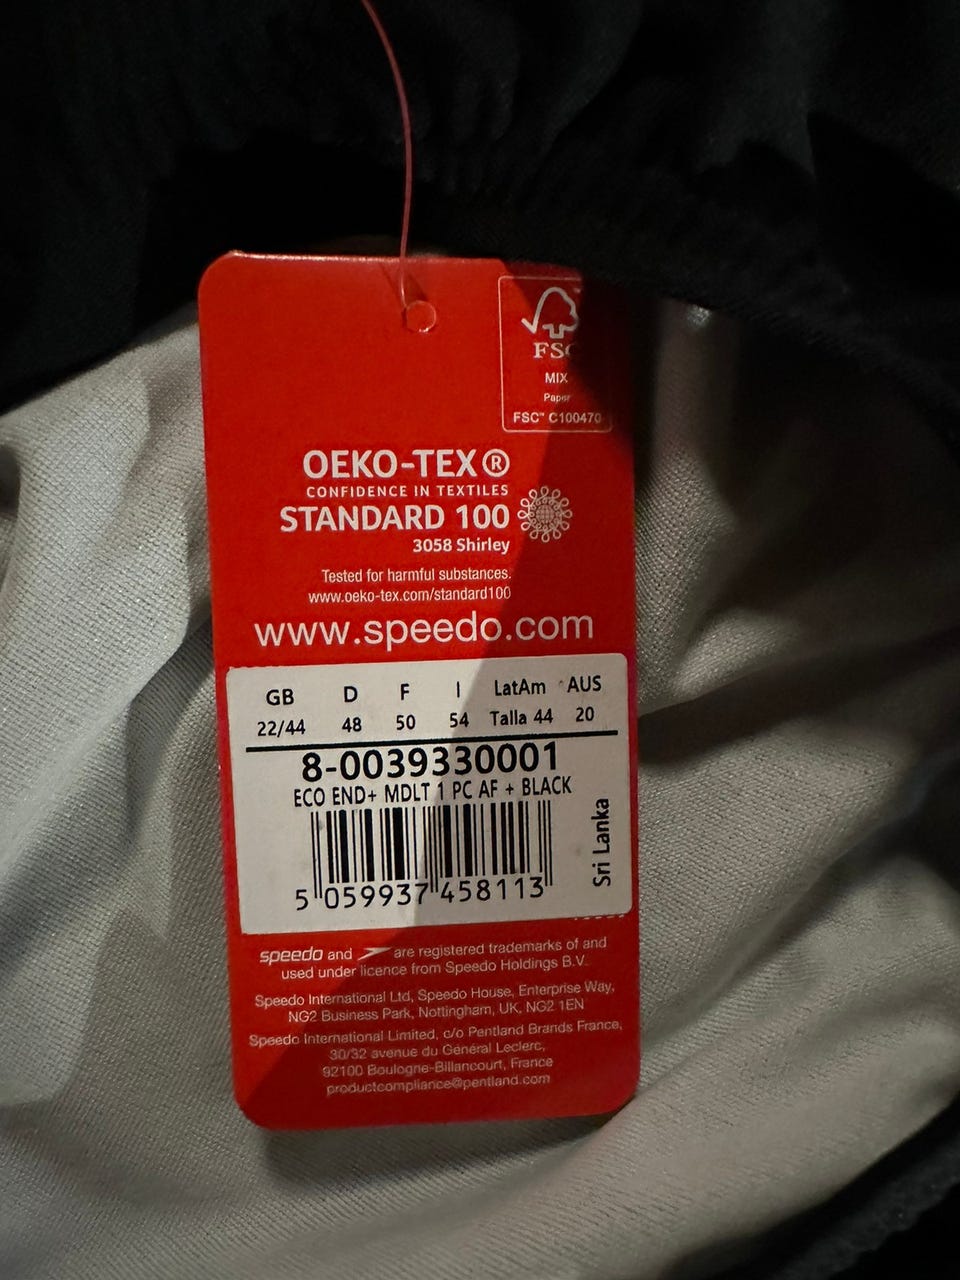 FSC
MIX
Paper
FSC™ C100470
OEKO-TEX®
CONFIDENCE IN TEXTILES
STANDARD 100
3058 Shirley
Tested for harmful substances.
www.oeko-tex.com/standard100
www.speedo.com
GB D F I LatAm AUS
22/44 48 50 54 Talla 44 20
8-0039330001
ECO END+ MDLT 1 PC AF + BLACK
Sri Lanka
5 059937 458113
speedo and are registered trademarks of and
used under licence from Speedo Holdings B.V.
Speedo International Ltd, Speedo House, Enterprise Way,
NG2 Business Park, Nottingham, UK, NG2 1EN
Speedo International Limited, c/o Pentland Brands France,
30/32 avenue du Général Leclerc,
92100 Boulogne-Billancourt, France
productcompliance@pentland.com